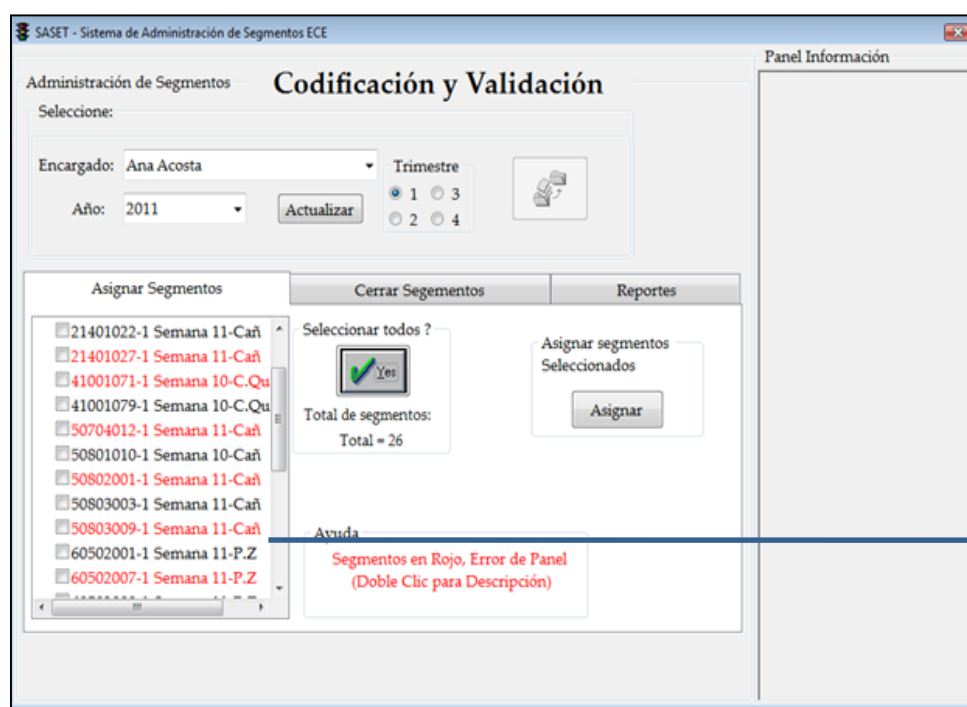 SASET - Sistema de Administración de Segmentos ECE
Panel Información
Administración de Segmentos
Codificación y Validación
Seleccione:
Encargado: Ana Acosta
Trimestre
1 3
2 4
Año: 2011
Actualizar
Asignar Segmentos
Cerrar Segementos
Reportes
21401022-1 Semana 11-Cañ
21401027-1 Semana 11-Cañ
41001071-1 Semana 10-C.Qu
41001079-1 Semana 10-C.Qu
50704012-1 Semana 11-Cañ
50801010-1 Semana 10-Cañ
50802001-1 Semana 11-Cañ
50803003-1 Semana 11-Cañ
50803009-1 Semana 11-Cañ
60502001-1 Semana 11-P.Z
60502007-1 Semana 11-P.Z
Seleccionar todos ?
Yes
Total de segmentos:
Total = 26
Asignar segmentos
Seleccionados
Asignar
Ayuda
Segmentos en Rojo, Error de Panel
(Doble Clic para Descripción)